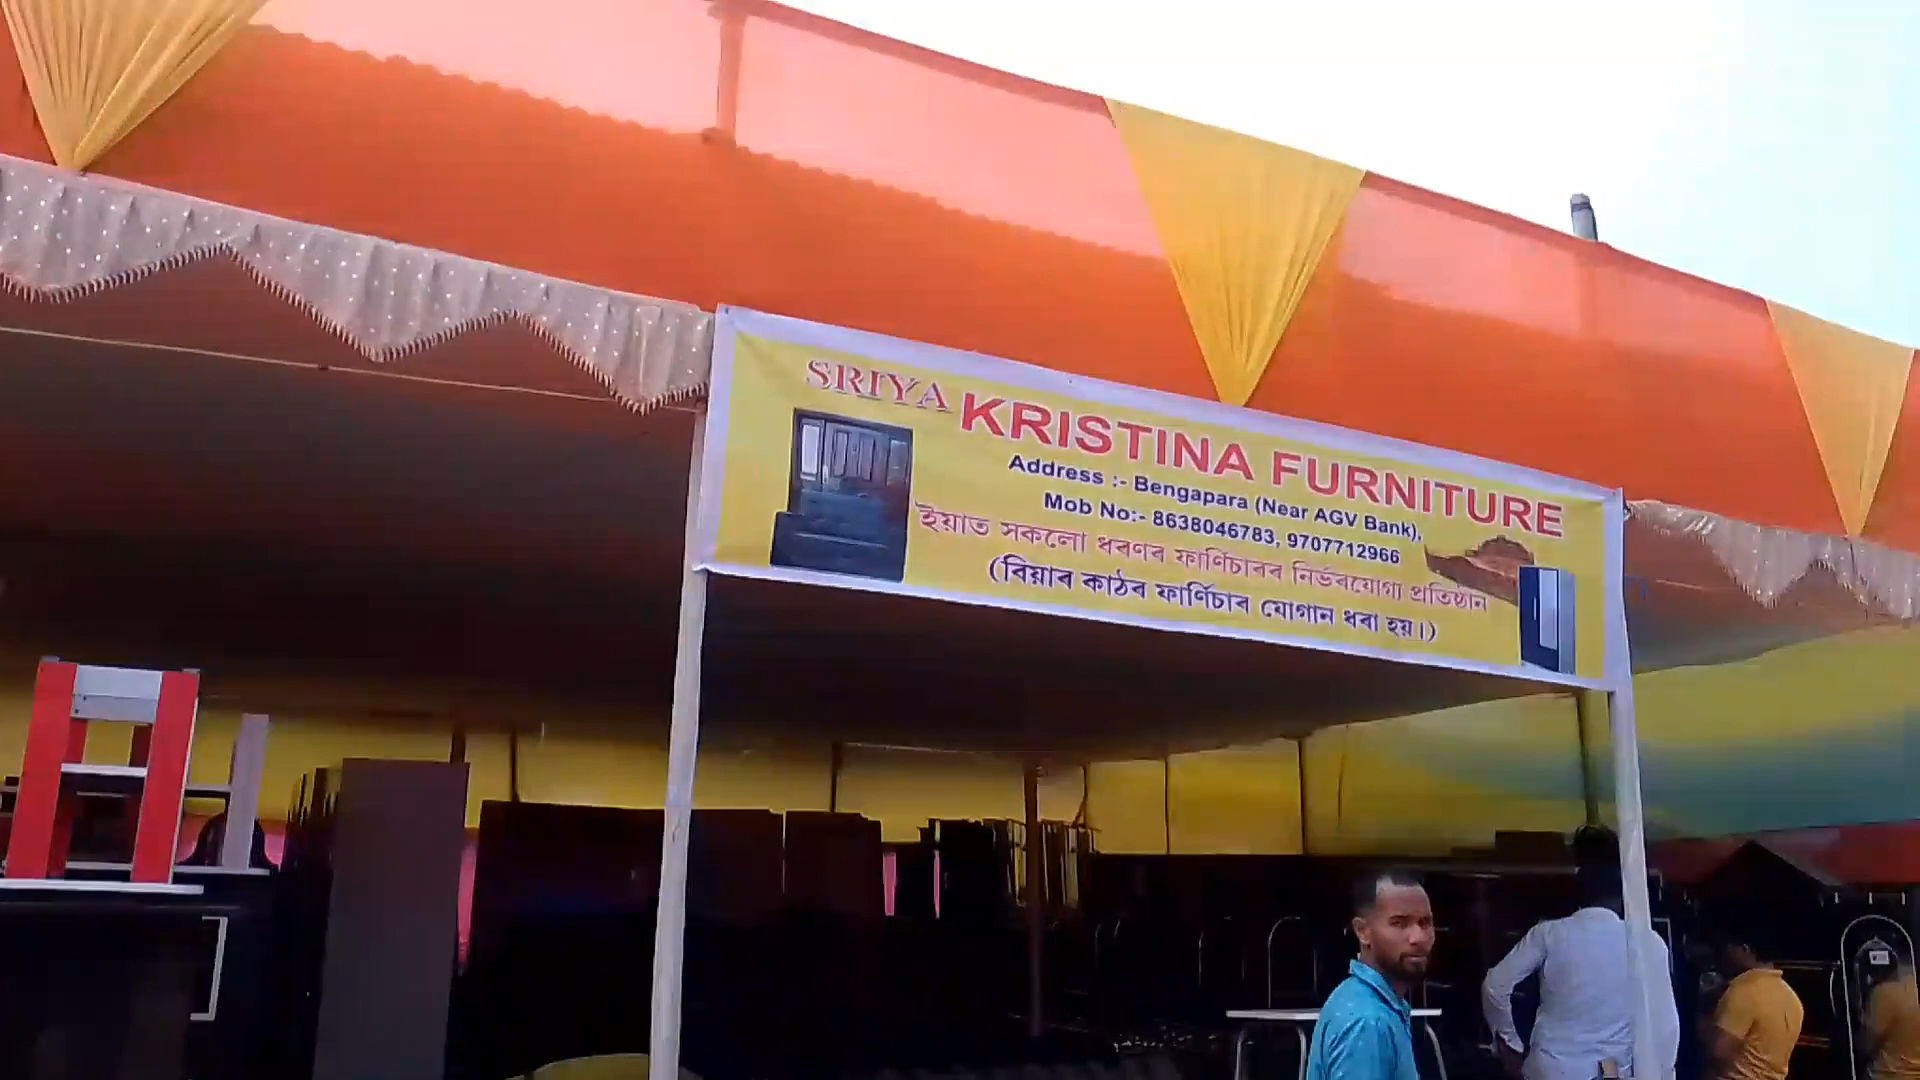 SRIYA KRISTINA FURNITURE
Address :- Bengapara (Near AGV Bank),
Mob No:- 8638046783, 9707712966
ইয়াত সকলো ধৰণৰ ফাৰ্ণিচাৰৰ নিৰ্ভৰযোগ্য প্ৰতিষ্ঠান
(বিয়াৰ কাঠৰ ফাৰ্ণিচাৰ যোগান ধৰা হয়।)